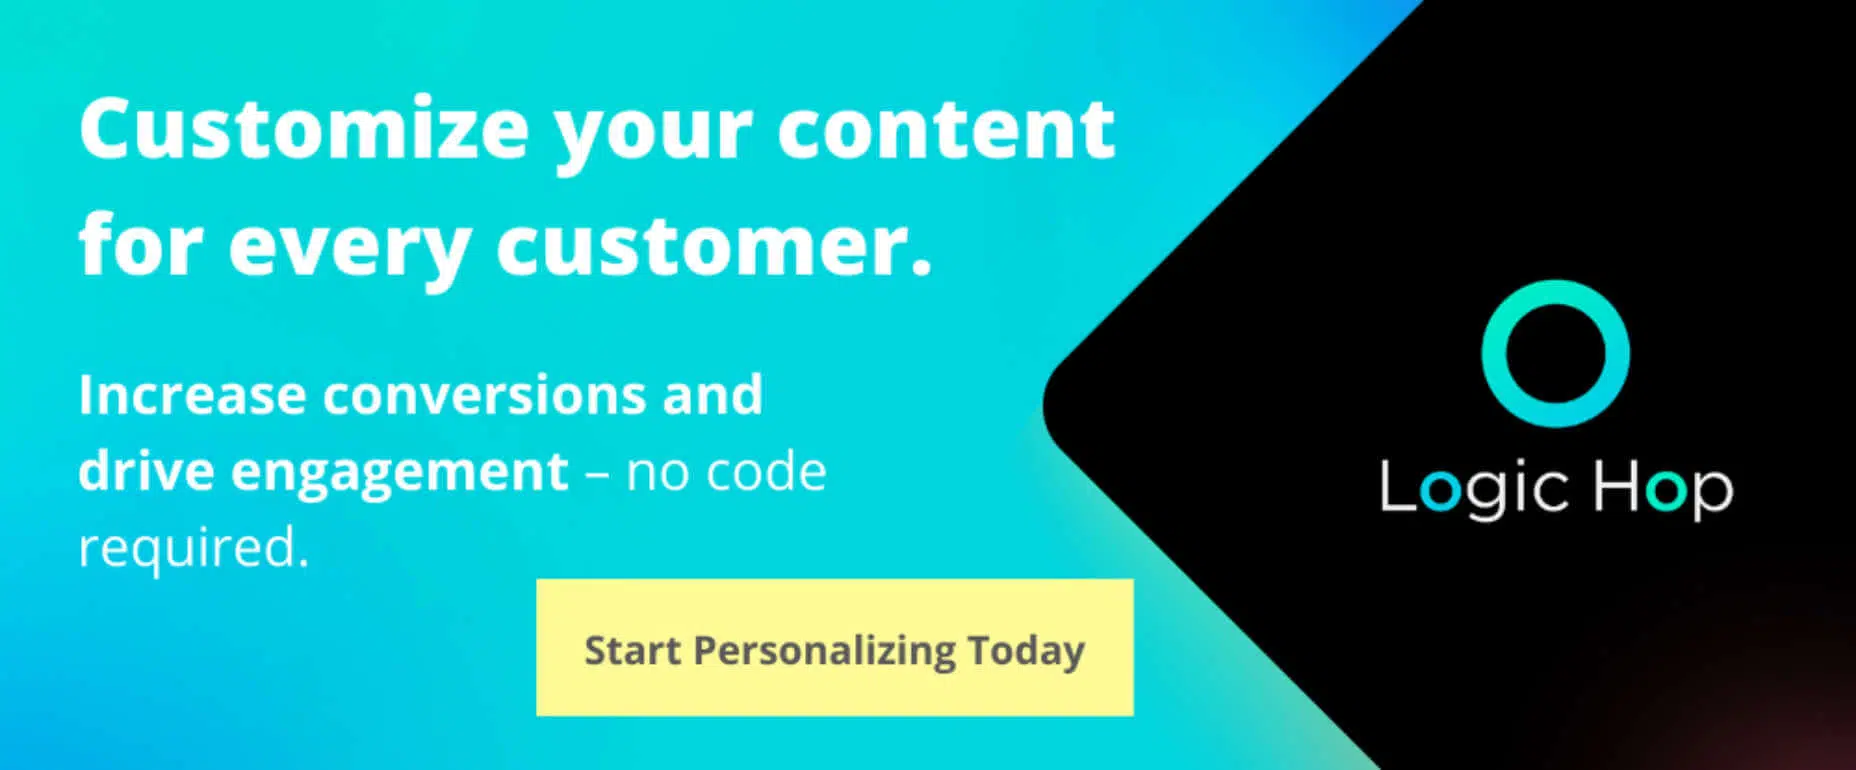 Customize your content
for every customer.
Increase conversions and
drive engagement – no code
required.
Start Personalizing Today
Logic Hop